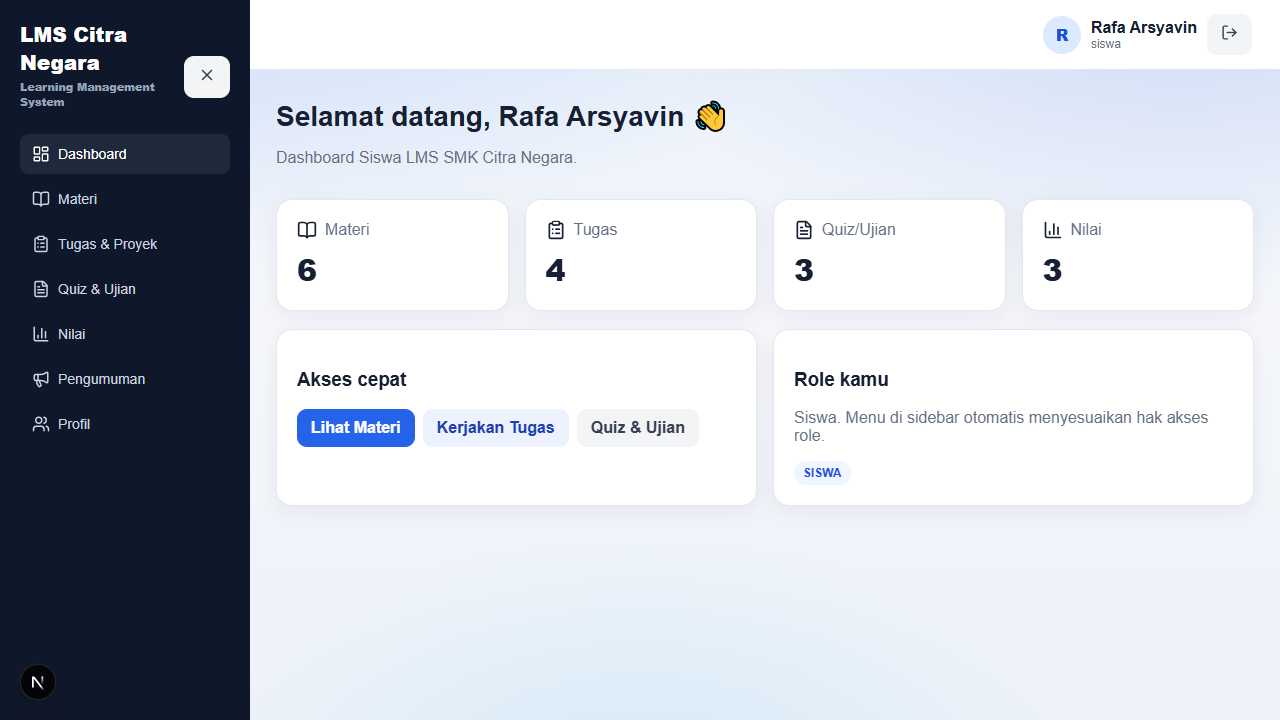 LMS Citra
Negara
Learning Management
System
Dashboard
Materi
Tugas & Proyek
Quiz & Ujian
Nilai
Pengumuman
Profil
N
R
Rafa Arsyavin
siswa
Selamat datang, Rafa Arsyavin 👋
Dashboard Siswa LMS SMK Citra Negara.
Materi
6
Tugas
4
Quiz/Ujian
3
Nilai
3
Akses cepat
Lihat Materi
Kerjakan Tugas
Quiz & Ujian
Role kamu
Siswa. Menu di sidebar otomatis menyesuaikan hak akses
role.
SISWA